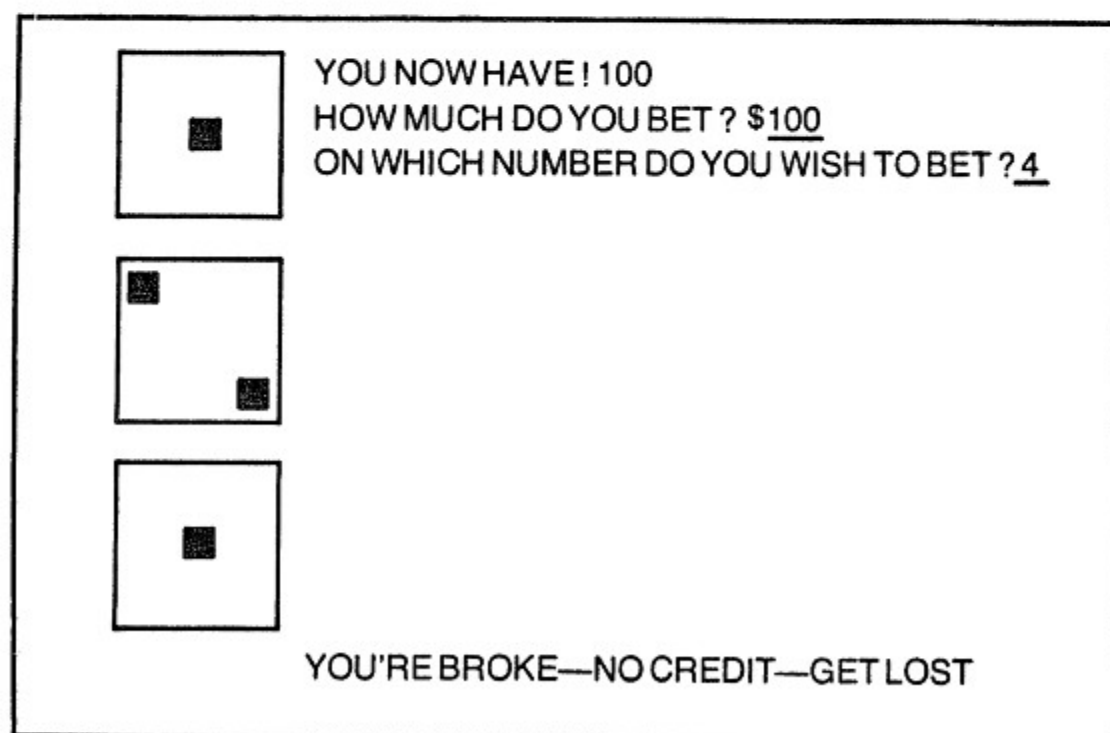 YOU NOW HAVE ! 100
HOW MUCH DO YOU BET ? $100
ON WHICH NUMBER DO YOU WISH TO BET ? 4
YOU'RE BROKE—NO CREDIT—GET LOST